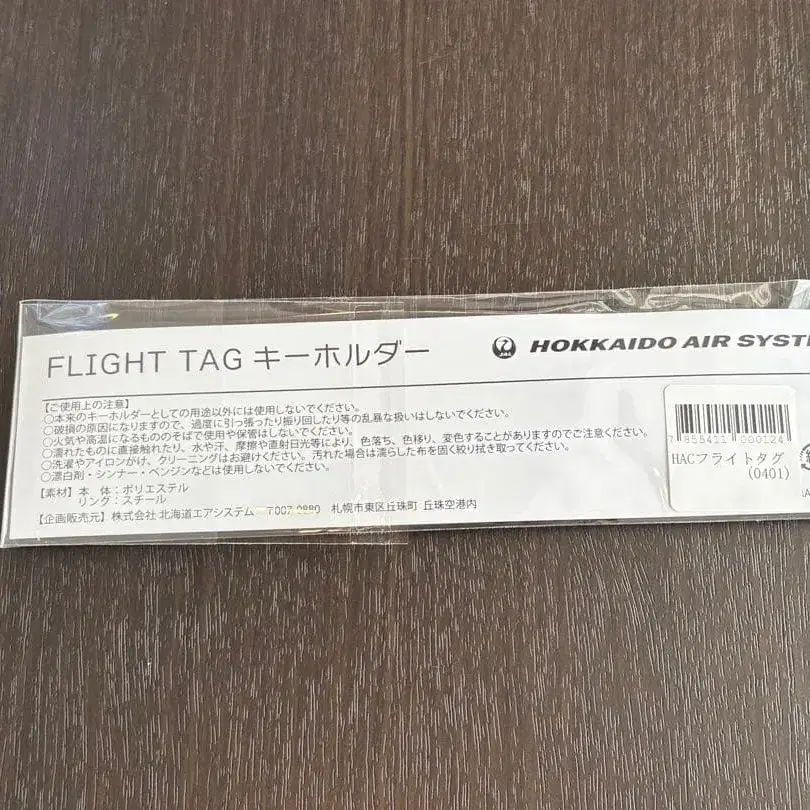 FLIGHT TAG キーホルダー
HOKKAIDO AIR SYSTE
【ご使用上の注意】
○本来のキーホルダーとしての用途以外には使用しないでください。
○破損の原因になりますので、過度に引っ張ったり振り回したり等の乱暴な扱いはしないでください。
○火気や高温になるもののそばで使用や保管はしないでください。
○濡れたものに直接触れたり、水や汗、摩擦や直射日光等により、色落ち、色移り、変色することがありますのでご注意ください。
○洗濯やアイロンがけ、クリーニングはお避けください。汚れた場合は濡らした布を固く絞り拭き取ってください。
○漂白剤・シンナー・ベンジンなどは使用しないでください。
【素材】本 体：ポリエステル
リング：スチール
【企画販売元】株式会社 北海道エアシステム 〒007-0880 札幌市東区丘珠町 丘珠空港内
7 855411 000124
HACフライトタグ
(0401)